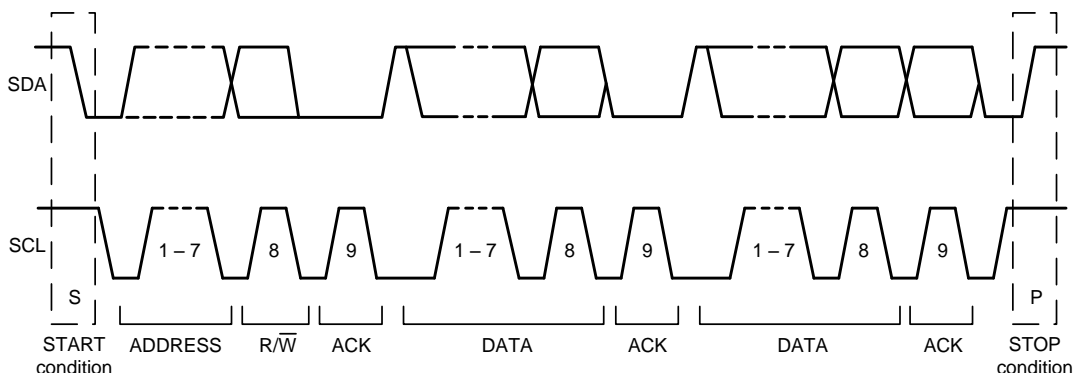 SDA
SCL
1 – 7 8 9 1 – 7 8 9 1 – 7 8 9
S P
START condition ADDRESS R/W̅ ACK DATA ACK DATA ACK STOP condition